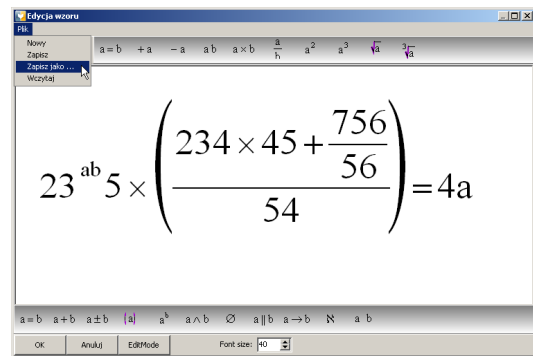 Edycja wzoru
Plik
Nowy
Zapisz
Zapisz jako ...
Wczytaj
a = b + a − a a b a × b a/b a² a³ √a ³√a
23^ab 5 × ( (234 × 45 + 756/56) / 54 ) = 4a
a = b a + b a ± b |a| a^b a ∧ b ∅ a ∥ b a → b ℵ a b
OK Anuluj EditMode Font size: 40